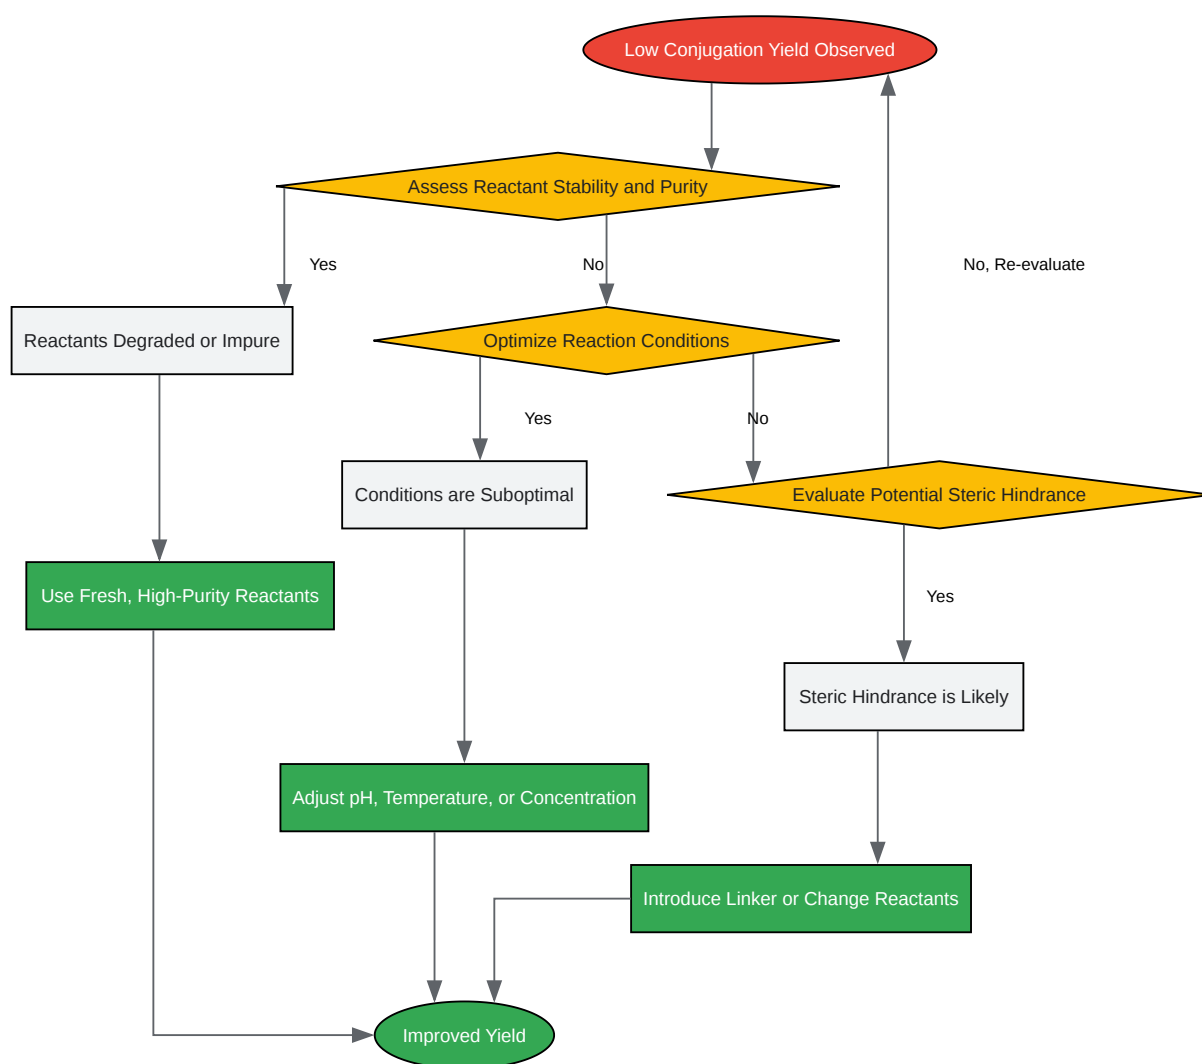 Low Conjugation Yield Observed
Assess Reactant Stability and Purity
Yes
No
No, Re-evaluate
Reactants Degraded or Impure
Optimize Reaction Conditions
Yes
No
Conditions are Suboptimal
Evaluate Potential Steric Hindrance
Use Fresh, High-Purity Reactants
Yes
Steric Hindrance is Likely
Adjust pH, Temperature, or Concentration
Introduce Linker or Change Reactants
Improved Yield